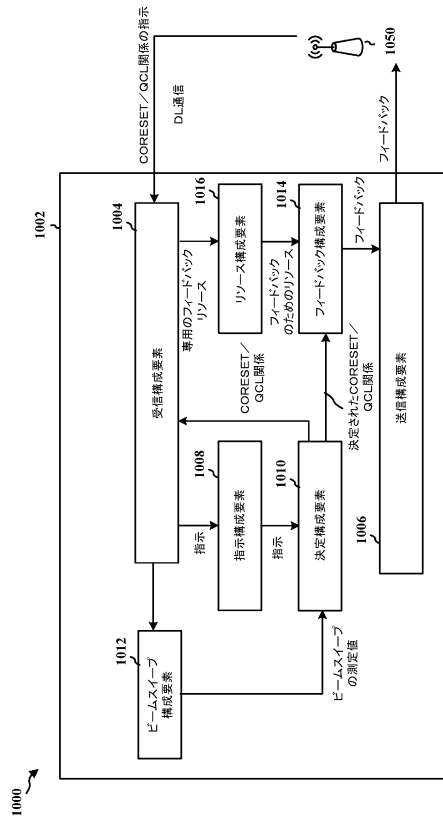 1000
1002
CORESET／QCL関係の指示
DL通信
1050
1004
受信構成要素
専用のフィードバック
リソース
1016
リソース構成要素
フィードバック
のためのリソース
1014
フィードバック構成要素
フィードバック
フィードバック
CORESET／
QCL関係
指示
1008
指示構成要素
指示
1010
決定構成要素
決定されたCORESET／
QCL関係
1012
ビームスイープ
構成要素
ビームスイープ
の測定値
1006
送信構成要素